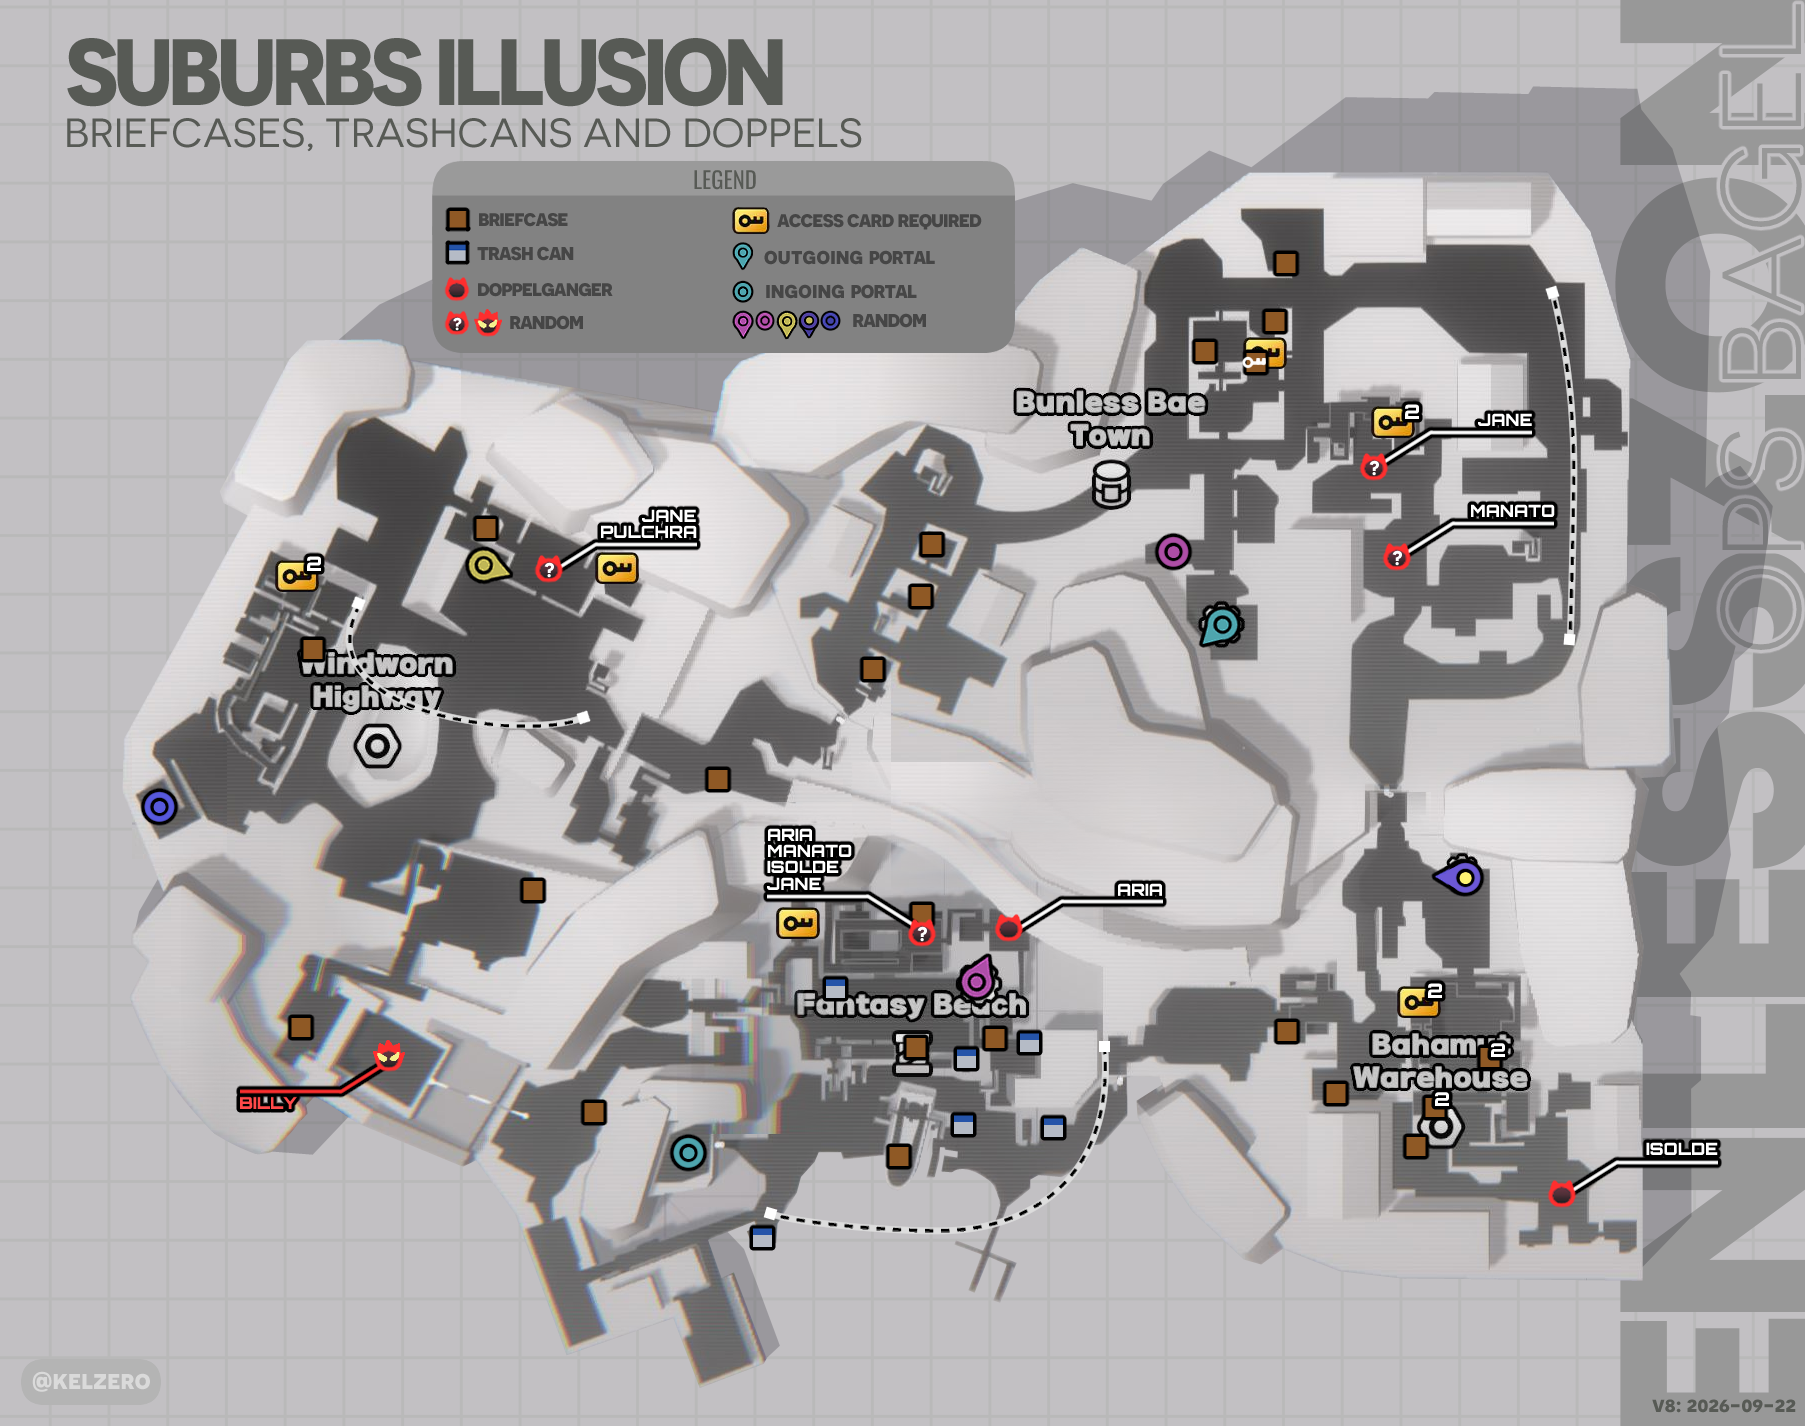 SUBURBS ILLUSION
BRIEFCASES, TRASHCANS AND DOPPELS
LEGEND
BRIEFCASE
TRASH CAN
DOPPELGANGER
RANDOM
ACCESS CARD REQUIRED
OUTGOING PORTAL
INGOING PORTAL
RANDOM
Bunless Bae
Town
2
JANE
MANATO
JANE
PULCHRA
2
Windworn
Highway
ARIA
MANATO
ISOLDE
JANE
ARIA
Fantasy Beach
2
Bahamut
Warehouse
2
2
ISOLDE
BILLY
@KELZERO
V8: 2026-09-22